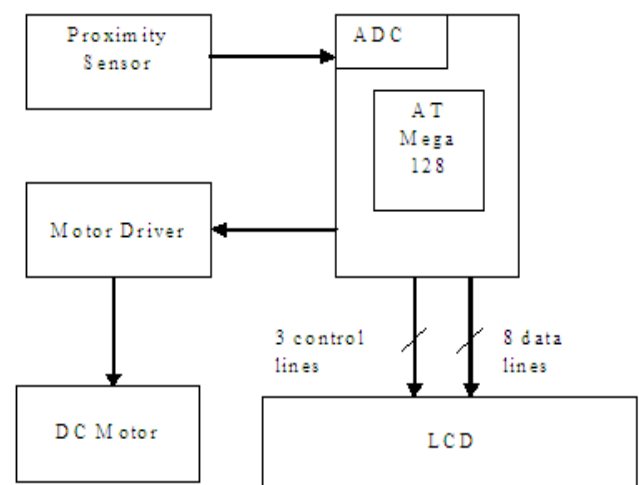 Proximity
Sensor
ADC
AT
Mega
128
Motor Driver
3 control
lines
8 data
lines
DC Motor
LCD